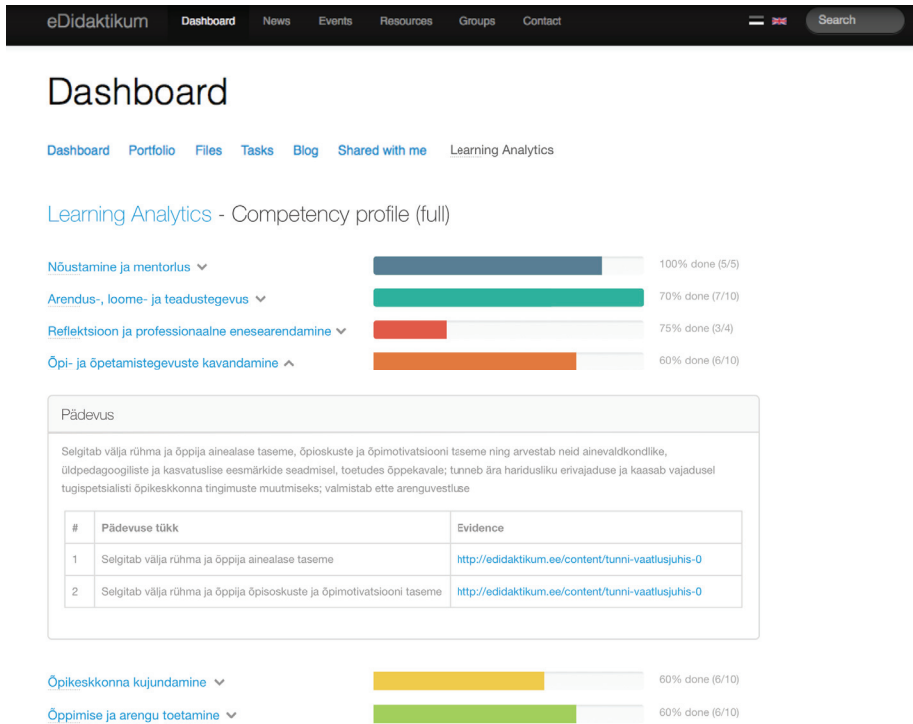 eDidaktikum Dashboard News Events Resources Groups Contact Search
Dashboard
Dashboard Portfolio Files Tasks Blog Shared with me Learning Analytics
Learning Analytics - Competency profile (full)
Nõustamine ja mentorlus 100% done (5/5)
Arendus-, loome- ja teadustegevus 70% done (7/10)
Reflektsioon ja professionaalne enesearendamine 75% done (3/4)
Õpi- ja õpetamistegevuste kavandamine 60% done (6/10)
Pädevus
Selgitab välja rühma ja õppija ainealase taseme, õpioskuste ja õpimotivatsiooni taseme ning arvestab neid ainevaldkondlike,
üldpedagoogiliste ja kasvatuslise eesmärkide seadmisel, toetudes õppekavale; tunneb ära haridusliku erivajaduse ja kaasab vajadusel
tugispetsialisti õpikeskkonna tingimuste muutmiseks; valmistab ette arenguvestluse
# Pädevuse tükk Evidence
1 Selgitab välja rühma ja õppija ainealase taseme http://edidaktikum.ee/content/tunni-vaatlusjuhis-0
2 Selgitab välja rühma ja õppija õpisoskuste ja õpimotivatsiooni taseme http://edidaktikum.ee/content/tunni-vaatlusjuhis-0
Õpikeskkonna kujundamine 60% done (6/10)
Õppimise ja arengu toetamine 60% done (6/10)